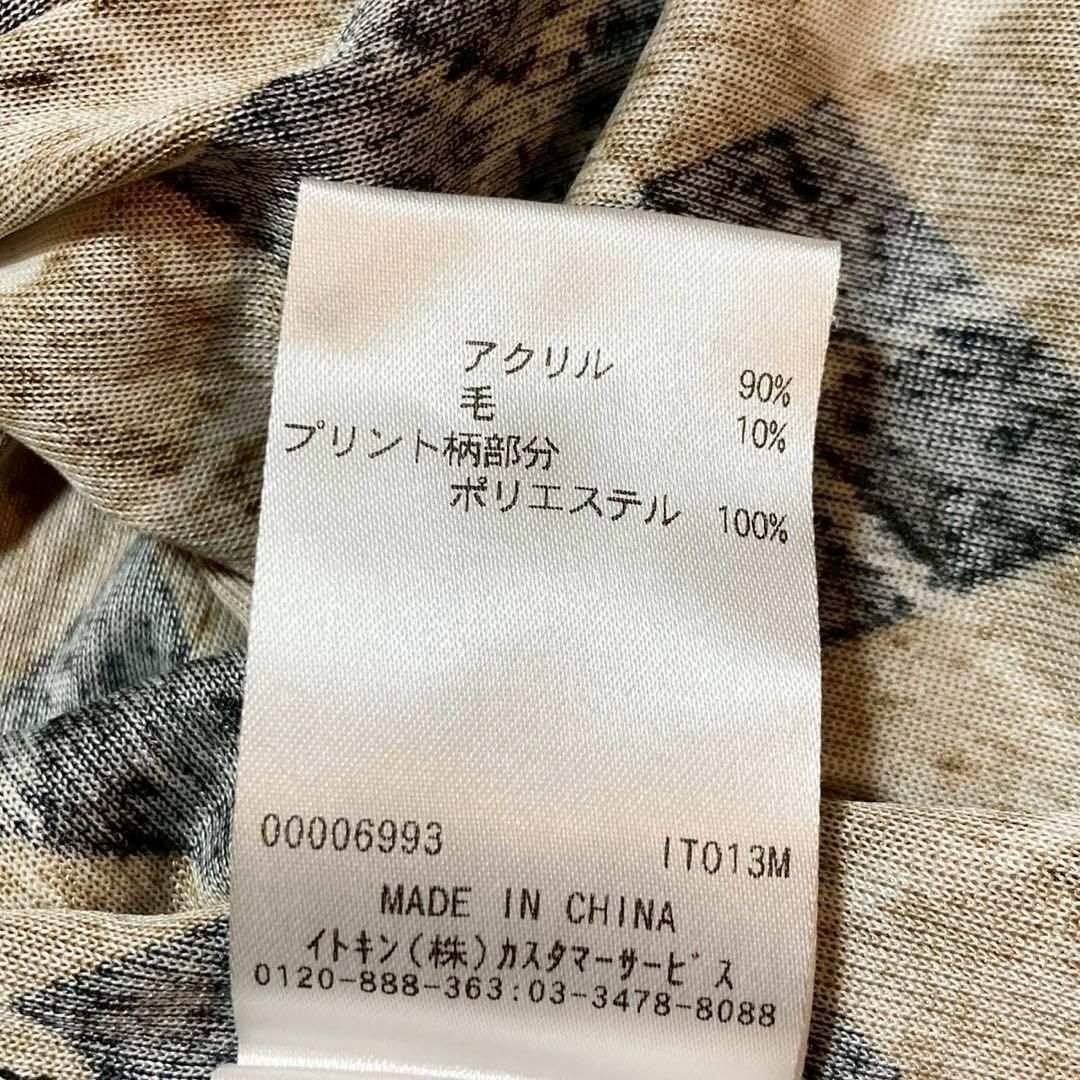 アクリル 90%
毛 10%
プリント柄部分
ポリエステル 100%
00006993 IT013M
MADE IN CHINA
イトキン(株)カスタマーサービス
0120-888-363:03-3478-8088